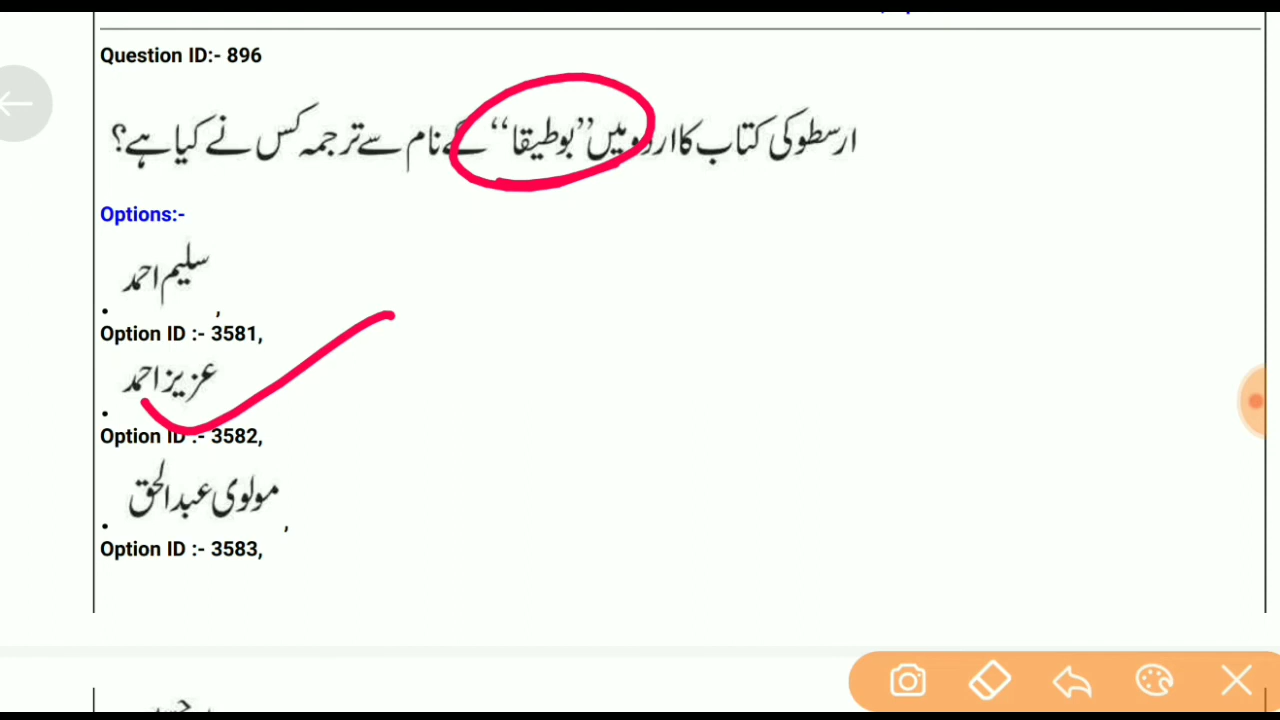 Question ID:- 896
ارسطو کی کتاب کا اردو میں ”بوطیقا“ کے نام سے ترجمہ کس نے کیا ہے؟
Options:-
سلیم احمد
. ,
Option ID :- 3581,
عزیز احمد
.
Option ID :- 3582,
مولوی عبدالحق
. ,
Option ID :- 3583,